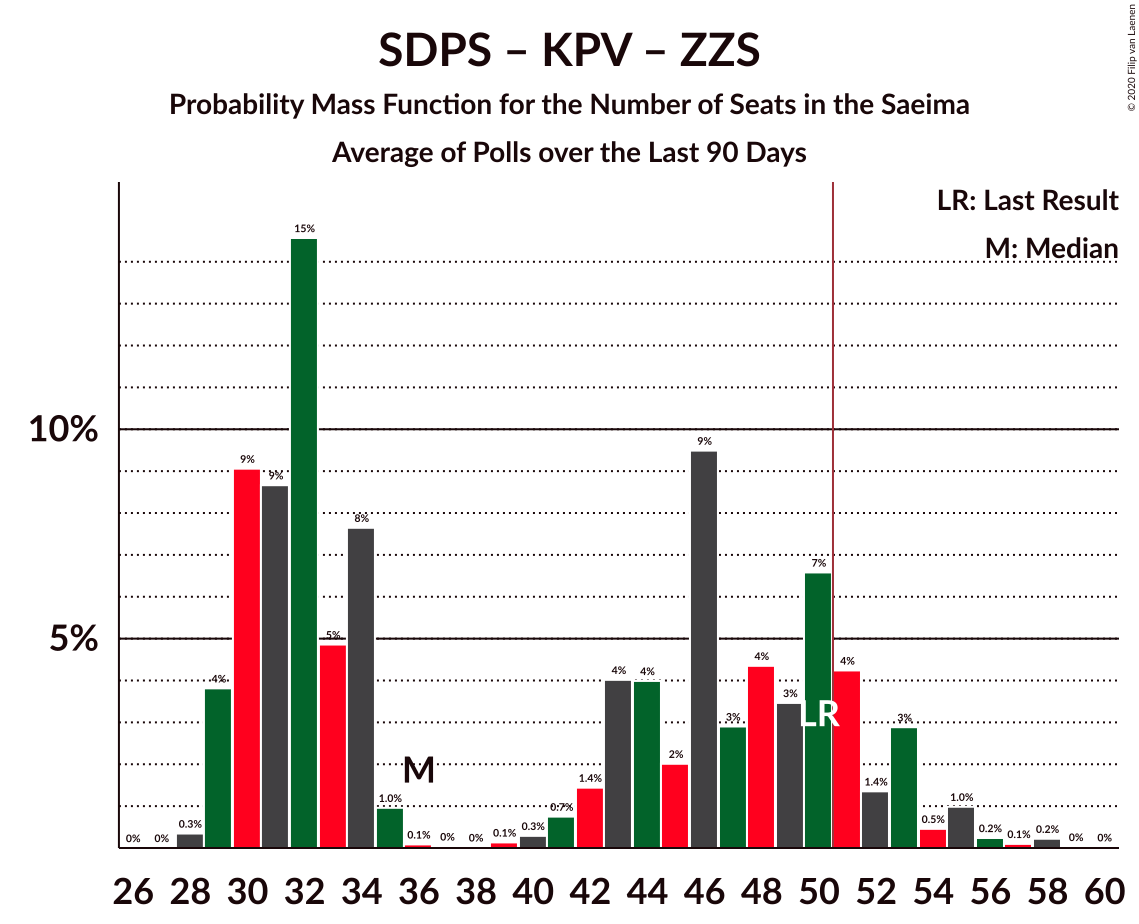 SDPS – KPV – ZZS
Probability Mass Function for the Number of Seats in the Saeima
Average of Polls over the Last 90 Days
© 2020 Filip van Laenen
LR: Last Result
M: Median
10%
5%
0% 0% 0.3% 4% 9% 9% 15% 5% 8% 1.0% 0.1% 0% 0% 0.1% 0.3% 0.7% 1.4% 4% 4% 2% 9% 3% 4% 3% 7% 4% 1.4% 3% 0.5% 1.0% 0.2% 0.1% 0.2% 0% 0%
M
LR
26 28 30 32 34 36 38 40 42 44 46 48 50 52 54 56 58 60